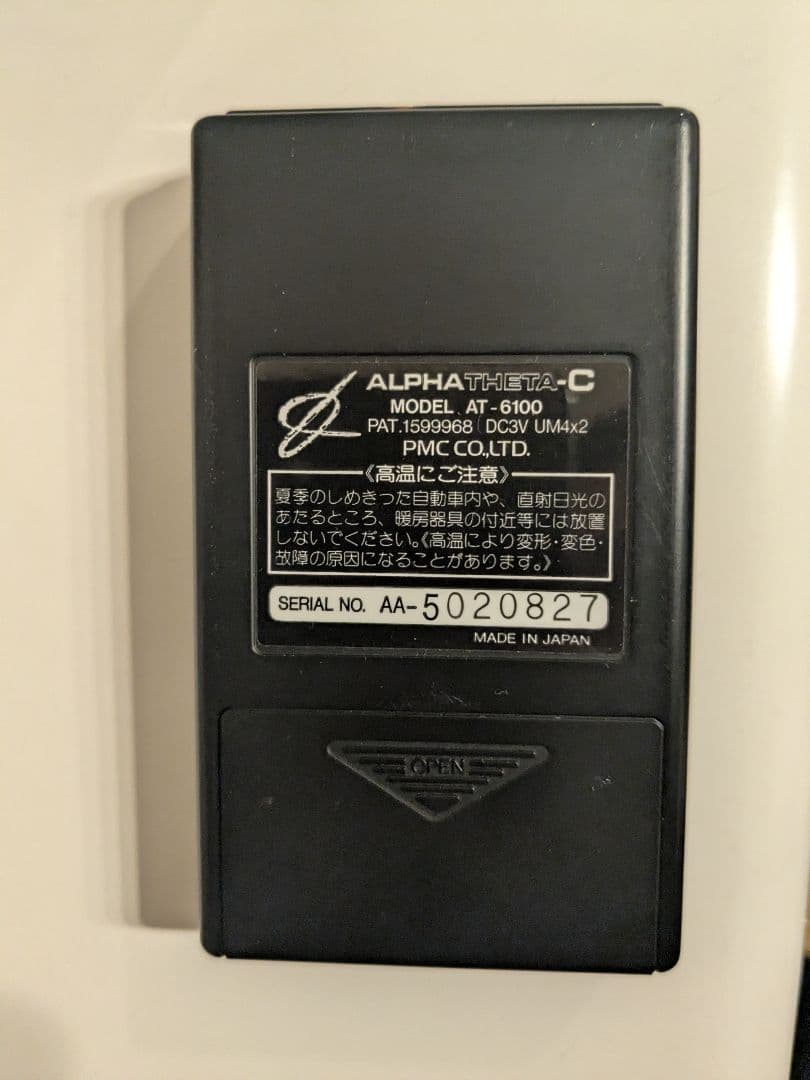 ALPHATHETA-C
MODEL AT-6100
PAT.1599968 DC3V UM4x2
PMC CO.,LTD.
《高温にご注意》
夏季のしめきった自動車内や、直射日光の
あたるところ、暖房器具の付近等には放置
しないでください。《高温により変形・変色・
故障の原因になることがあります。》
SERIAL NO. AA-5020827
MADE IN JAPAN
OPEN